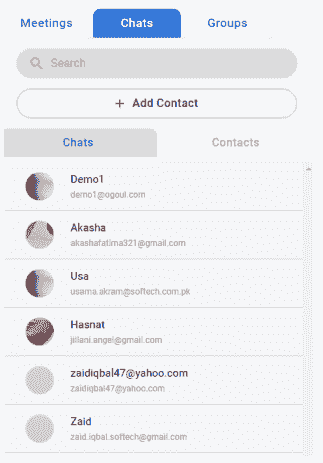 Meetings Chats Groups
Search
+ Add Contact
Chats Contacts
Demo1
demo1@ogoul.com
Akasha
akashafatima321@gmail.com
Usa
usama.akram@softech.com.pk
Hasnat
jillani.angel@gmail.com
zaidiqbal47@yahoo.com
zaidiqbal47@yahoo.com
Zaid
zaid.iqbal.softech@gmail.com